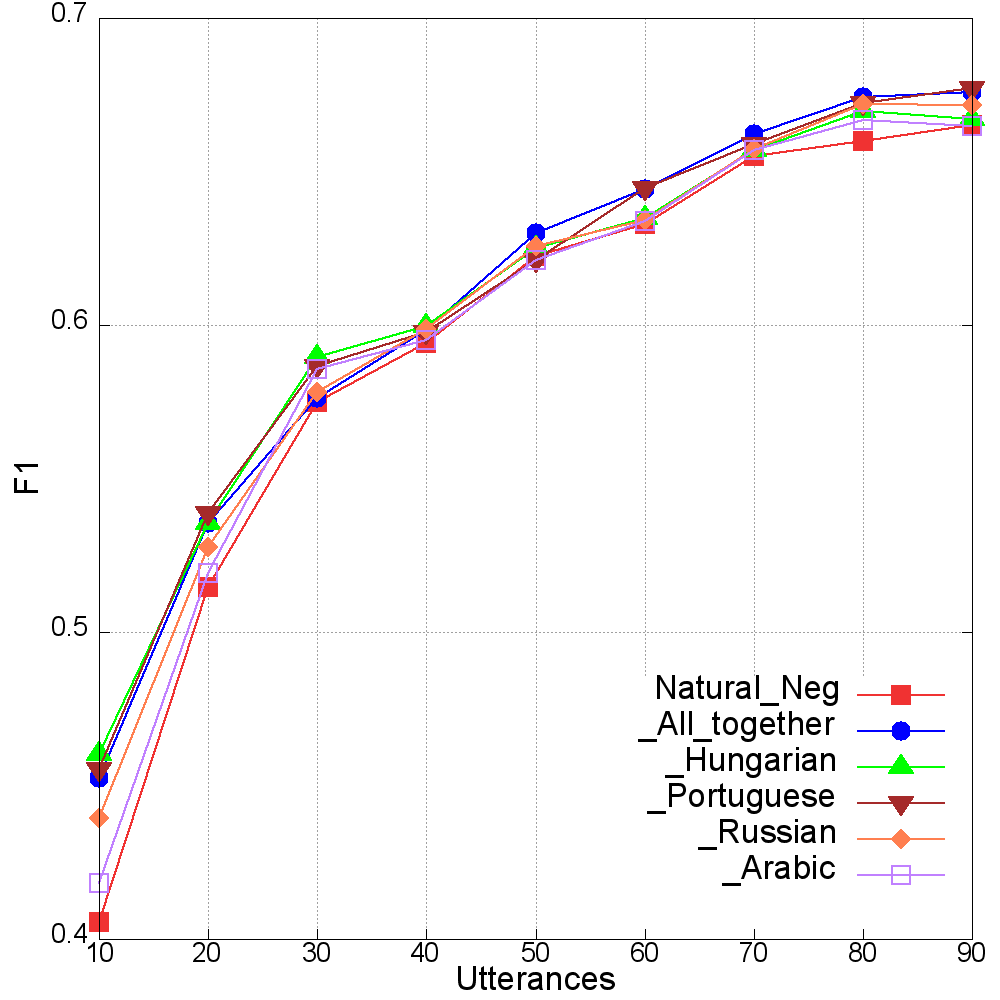 0.7
0.6
0.5
0.4
F1
10 20 30 40 50 60 70 80 90
Utterances
Natural_Neg
_All_together
_Hungarian
_Portuguese
_Russian
_Arabic